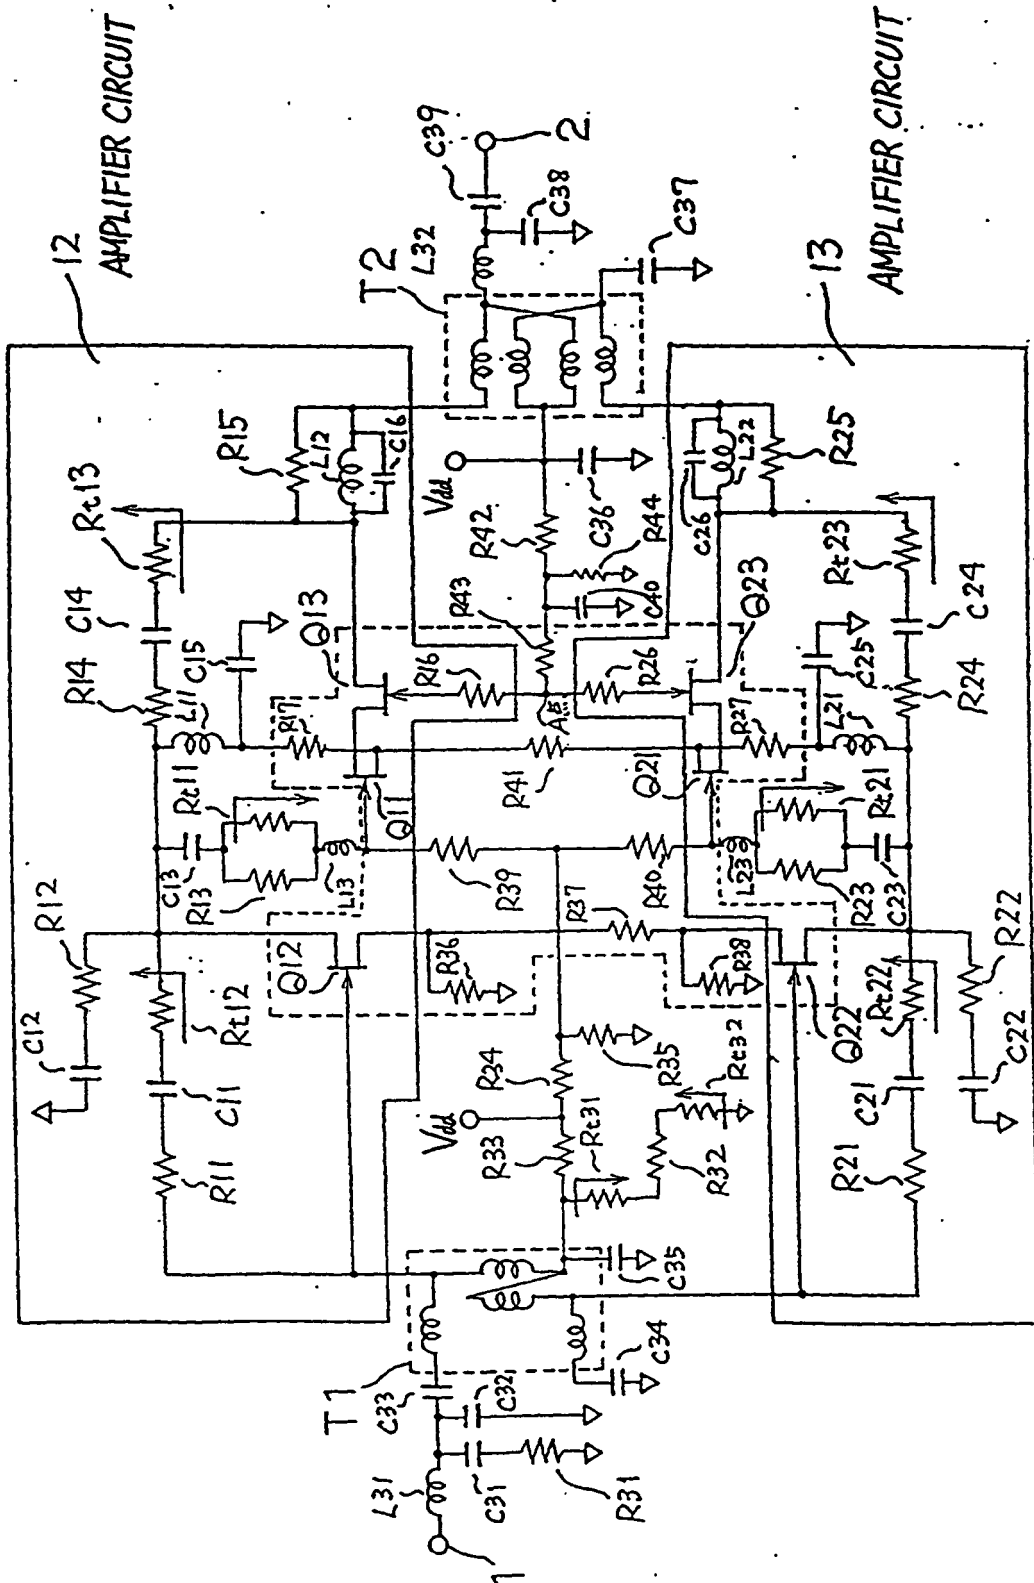 12
AMPLIFIER CIRCUIT
C12
R12
R11
C11
Rt12
C13
R13
Rt11
L13
R14
C14
Rt13
R15
L11
C15
R17
L12
C16
Q12
Q11
Q13
R16
1
L31
C31
R31
C33
C32
T1
C34
C35
Rt31
R33
Vdd
R34
R32
Rt32
R35
R36
R37
R38
R39
R40
R41
A
R43
C40
R44
R42
Vdd
C36
T2
L32
C37
C38
C39
2
Q22
Q21
Q23
R26
R27
L23
Rt21
R23
C23
L21
C25
C26
L22
R25
R21
C21
Rt22
C22
R22
R24
C24
Rt23
13
AMPLIFIER CIRCUIT